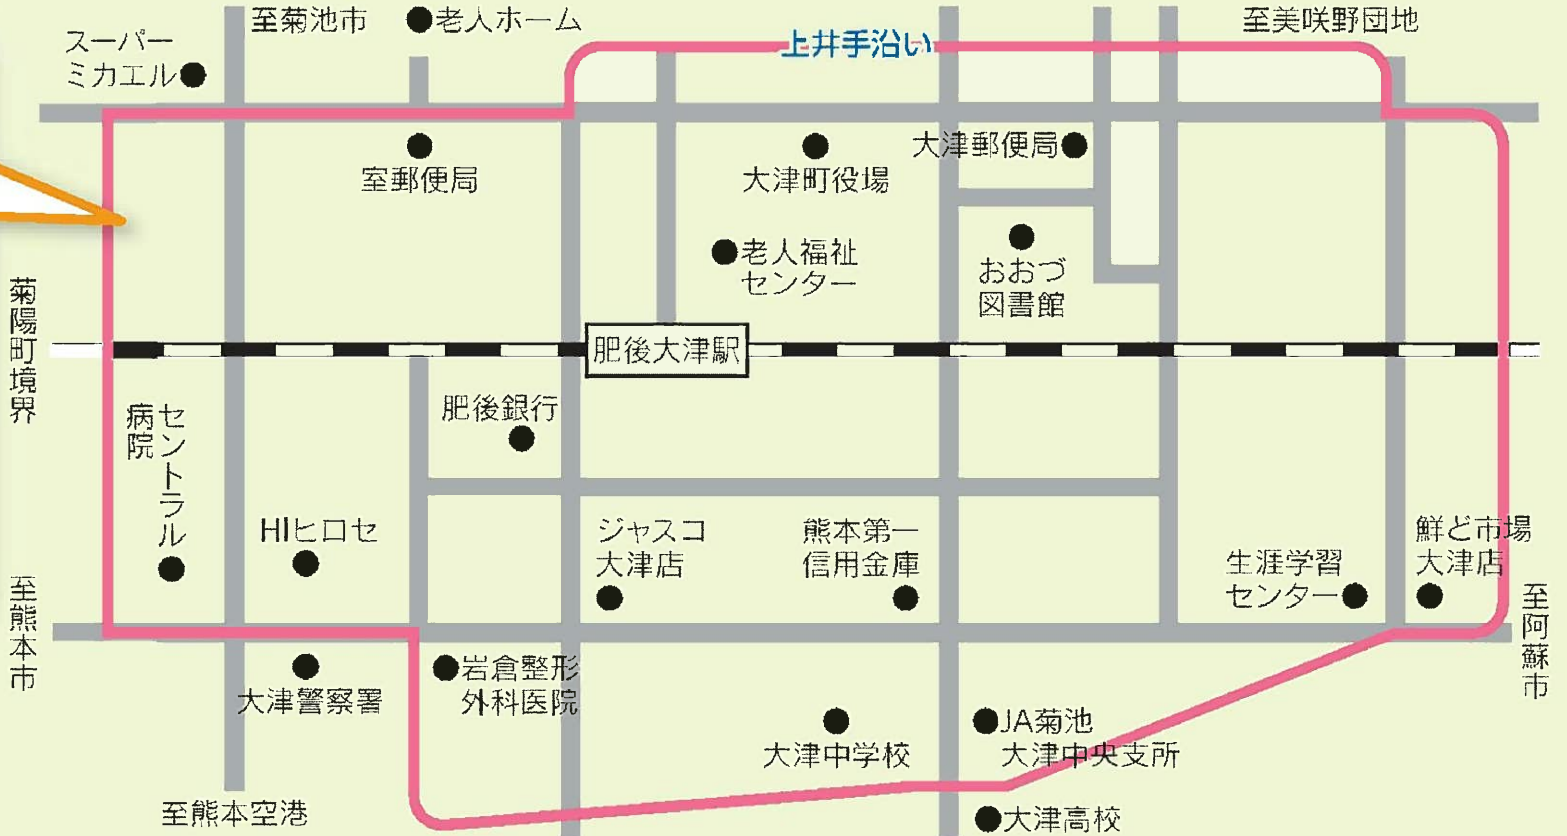 至菊池市
老人ホーム
至美咲野団地
スーパー
ミカエル
上井手沿い
室郵便局
大津町役場
大津郵便局
老人福祉
センター
おおづ
図書館
菊陽町境界
肥後大津駅
セントラル
病院
肥後銀行
HIヒロセ
ジャスコ
大津店
熊本第一
信用金庫
生涯学習
センター
鮮ど市場
大津店
至熊本市
至阿蘇市
大津警察署
岩倉整形
外科医院
大津中学校
JA菊池
大津中央支所
至熊本空港
大津高校